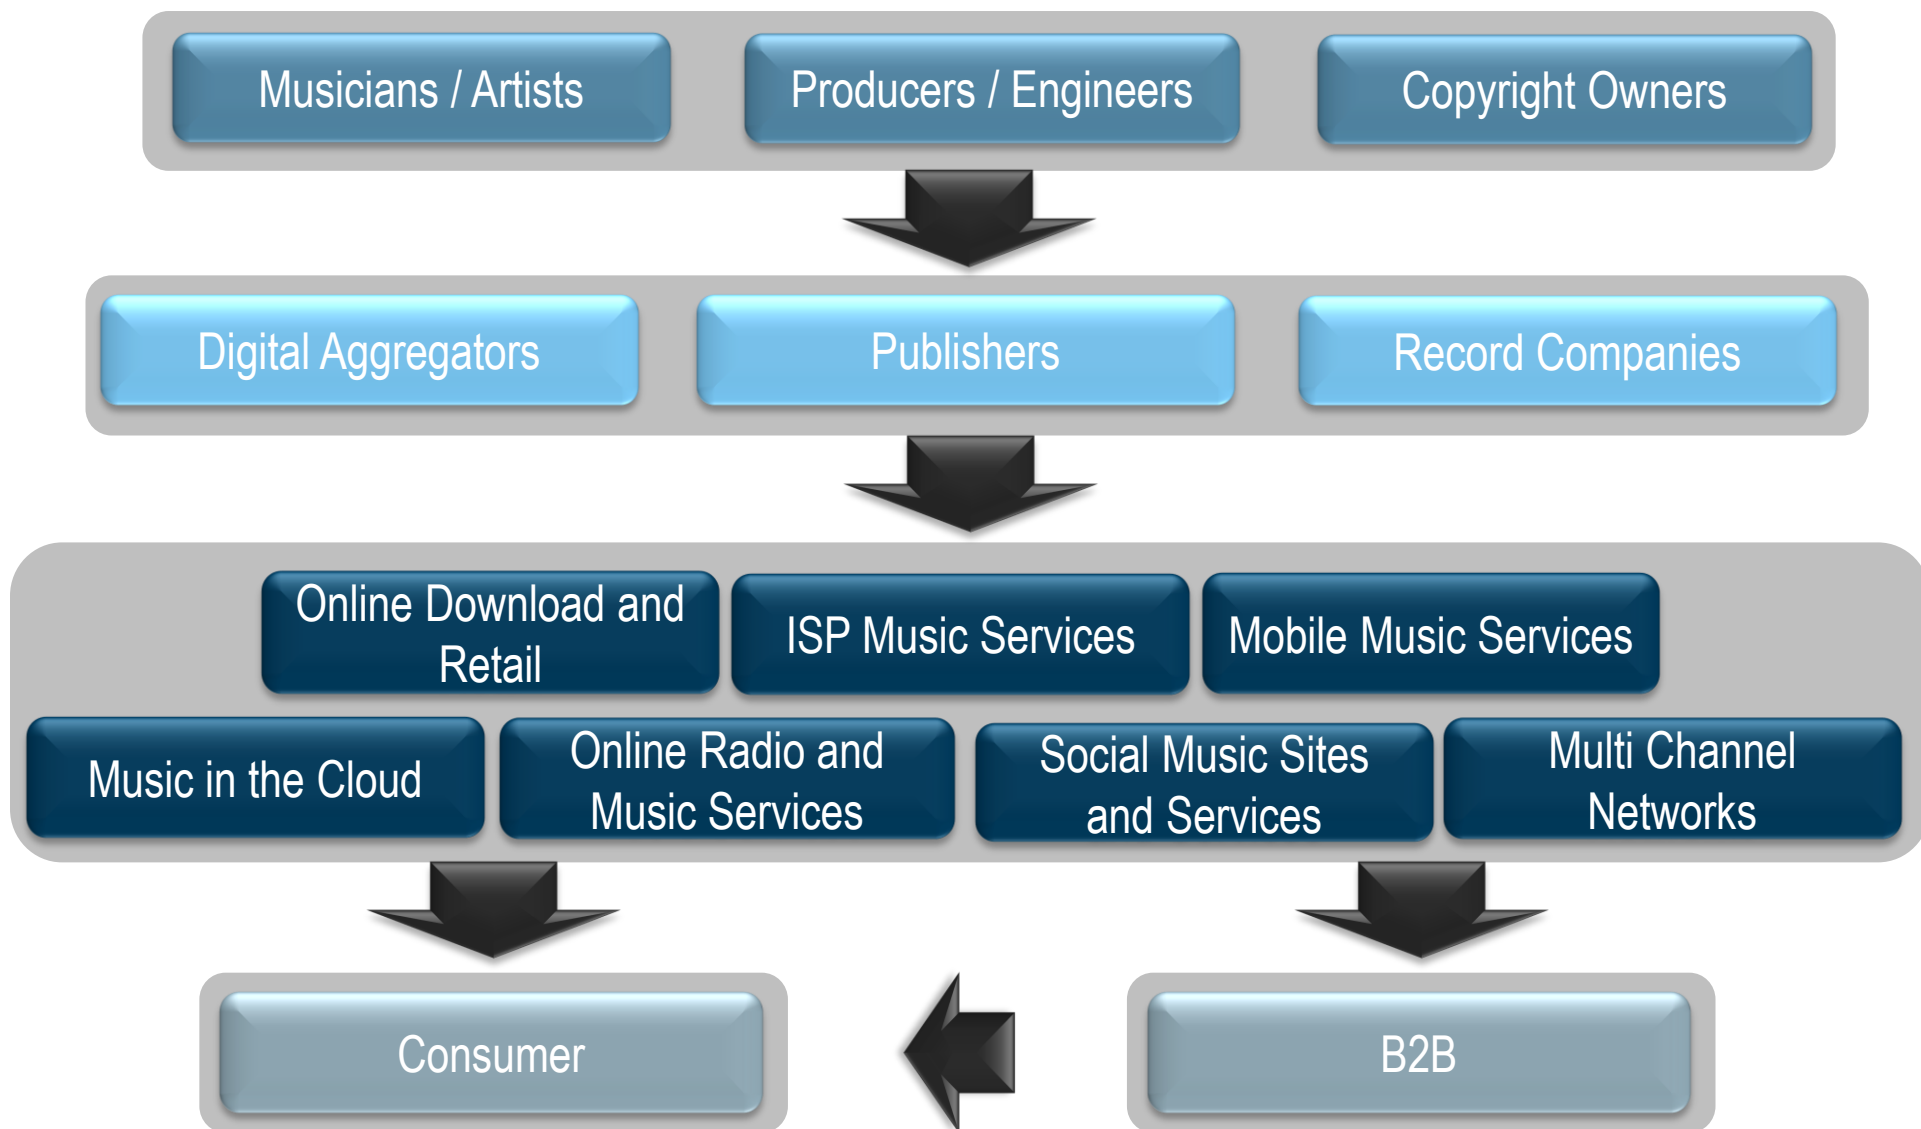 Musicians / Artists
Producers / Engineers
Copyright Owners
Digital Aggregators
Publishers
Record Companies
Online Download and
Retail
ISP Music Services
Mobile Music Services
Music in the Cloud
Online Radio and
Music Services
Social Music Sites
and Services
Multi Channel
Networks
Consumer
B2B